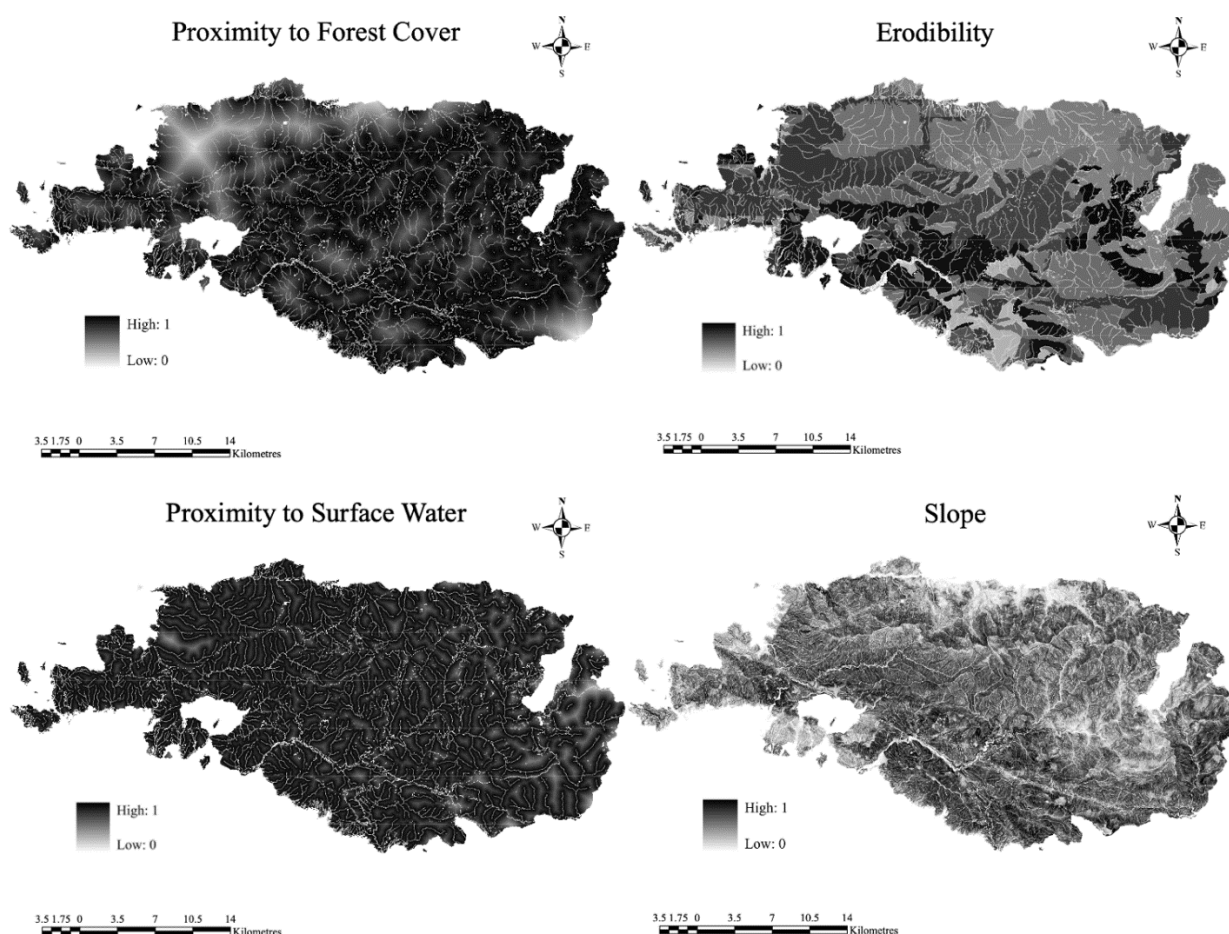 Proximity to Forest Cover
N
W E
S
High: 1
Low: 0
3.5 1.75 0 3.5 7 10.5 14
Kilometres
Erodibility
N
W E
S
High: 1
Low: 0
3.5 1.75 0 3.5 7 10.5 14
Kilometres
Proximity to Surface Water
N
W E
S
High: 1
Low: 0
3.5 1.75 0 3.5 7 10.5 14
Kilometres
Slope
N
W E
S
High: 1
Low: 0
3.5 1.75 0 3.5 7 10.5 14
Kilometres